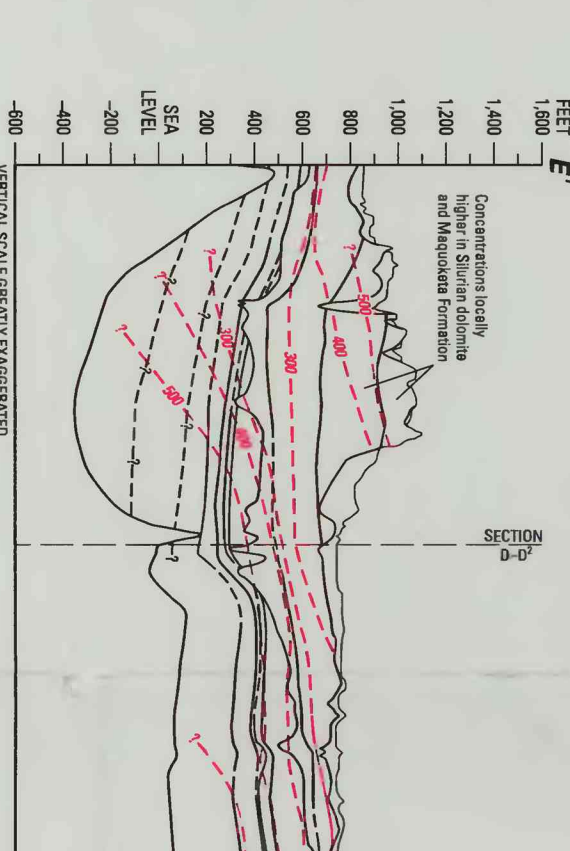 FEET
E'
1,600
1,400
1,200
1,000
800
600
400
200
SEA
LEVEL
-200
-400
-600
Concentrations locally
higher in Silurian dolomite
and Maquoketa Formation
SECTION
D-D²
?
500
400
300
?
300
?
?
400
?
500
?
?
?
?
?
?
VERTICAL SCALE GREATLY EXAGGERATED